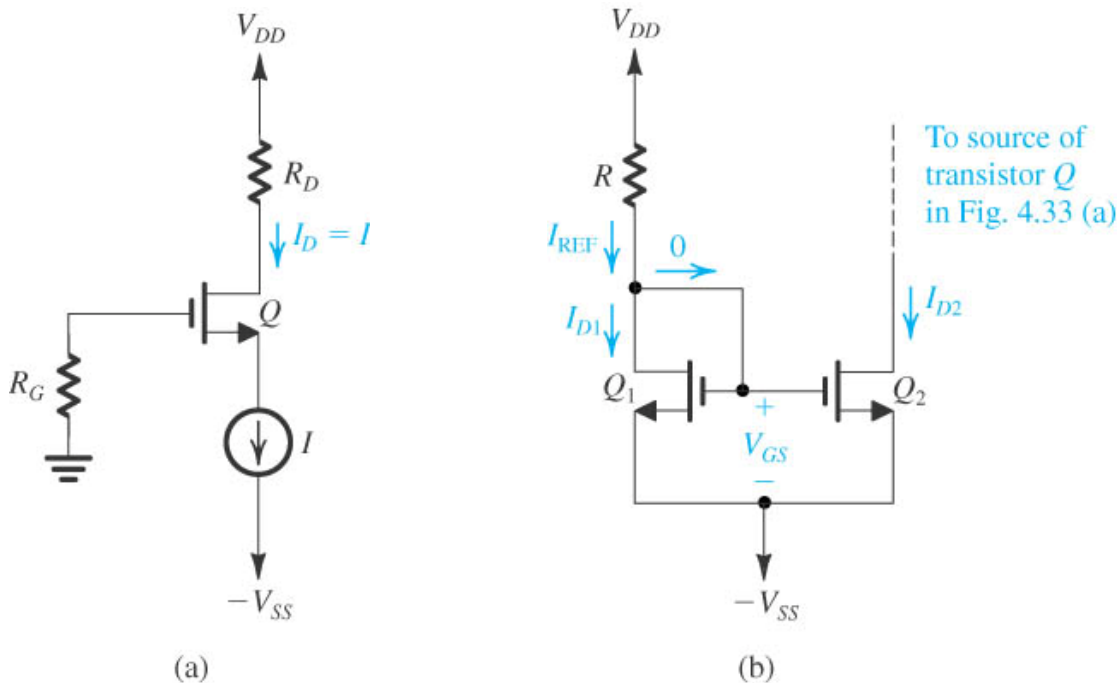 V_DD
R_D
I_D = I
Q
R_G
I
−V_SS
(a)
V_DD
R
I_REF
0
I_D1
Q_1
+
V_GS
−
To source of
transistor Q
in Fig. 4.33 (a)
I_D2
Q_2
−V_SS
(b)